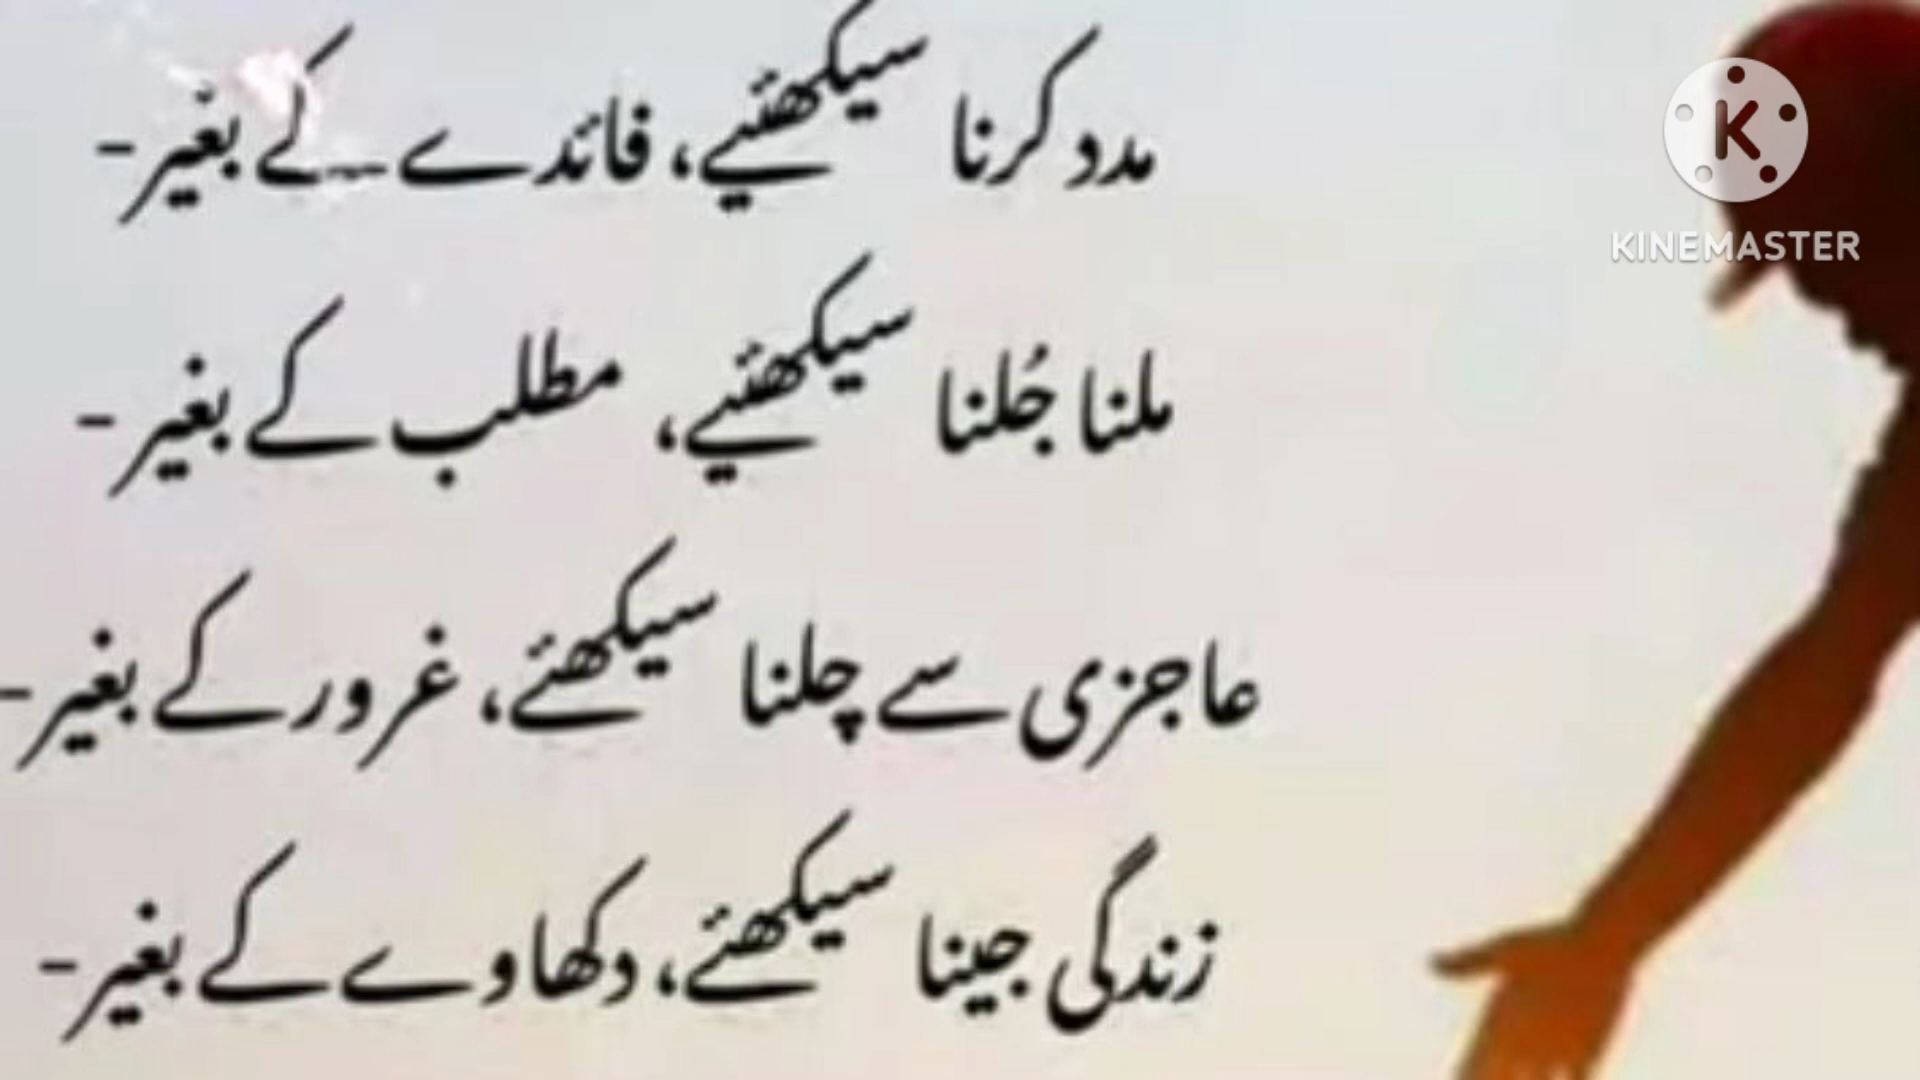 مدد کرنا سیکھئیے، فائدے کے بغیر-
ملنا جُلنا سیکھئیے، مطلب کے بغیر-
عاجزی سے چلنا سیکھئے، غرور کے بغیر-
زندگی جینا سیکھئے، دکھاوے کے بغیر-
K
KINEMASTER